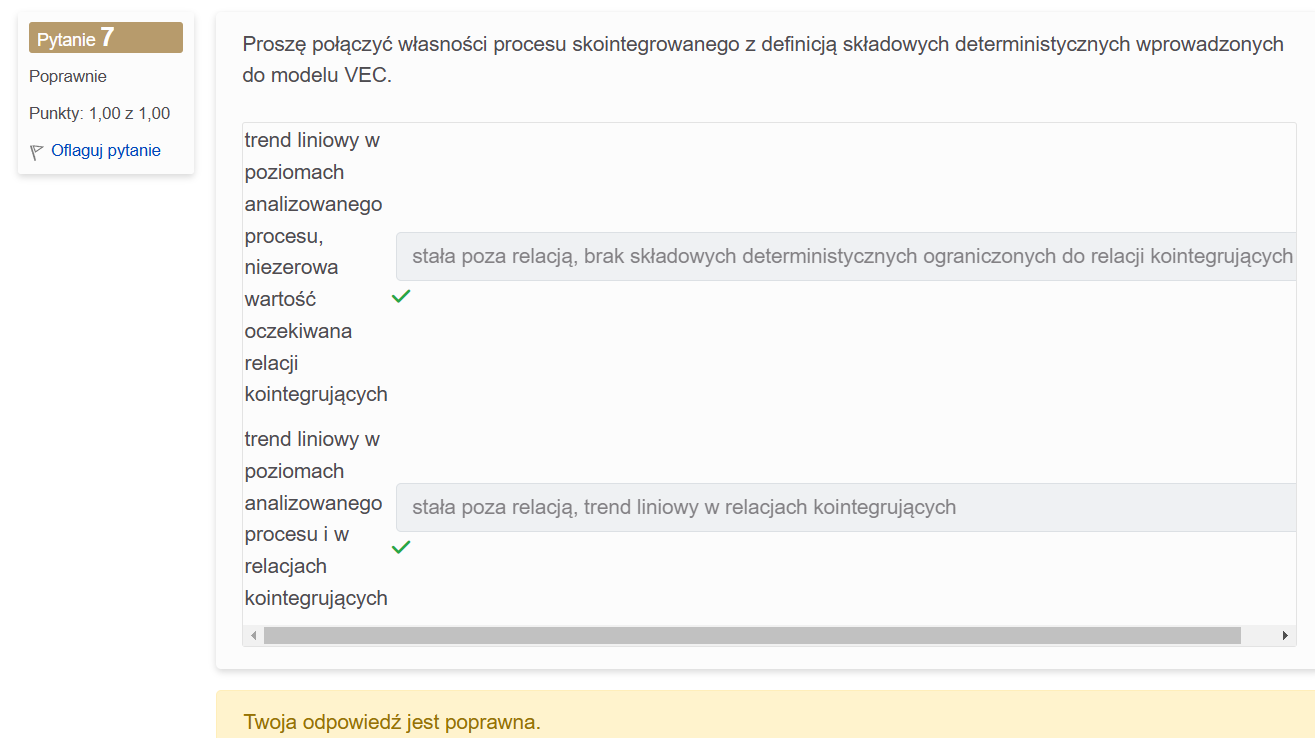 Pytanie 7
Poprawnie
Punkty: 1,00 z 1,00
Oflaguj pytanie
Proszę połączyć własności procesu skointegrowanego z definicją składowych deterministycznych wprowadzonych
do modelu VEC.
trend liniowy w
poziomach
analizowanego
procesu,
niezerowa
wartość
oczekiwana
relacji
kointegrujących
stała poza relacją, brak składowych deterministycznych ograniczonych do relacji kointegrujących
trend liniowy w
poziomach
analizowanego
procesu i w
relacjach
kointegrujących
stała poza relacją, trend liniowy w relacjach kointegrujących
Twoja odpowiedź jest poprawna.